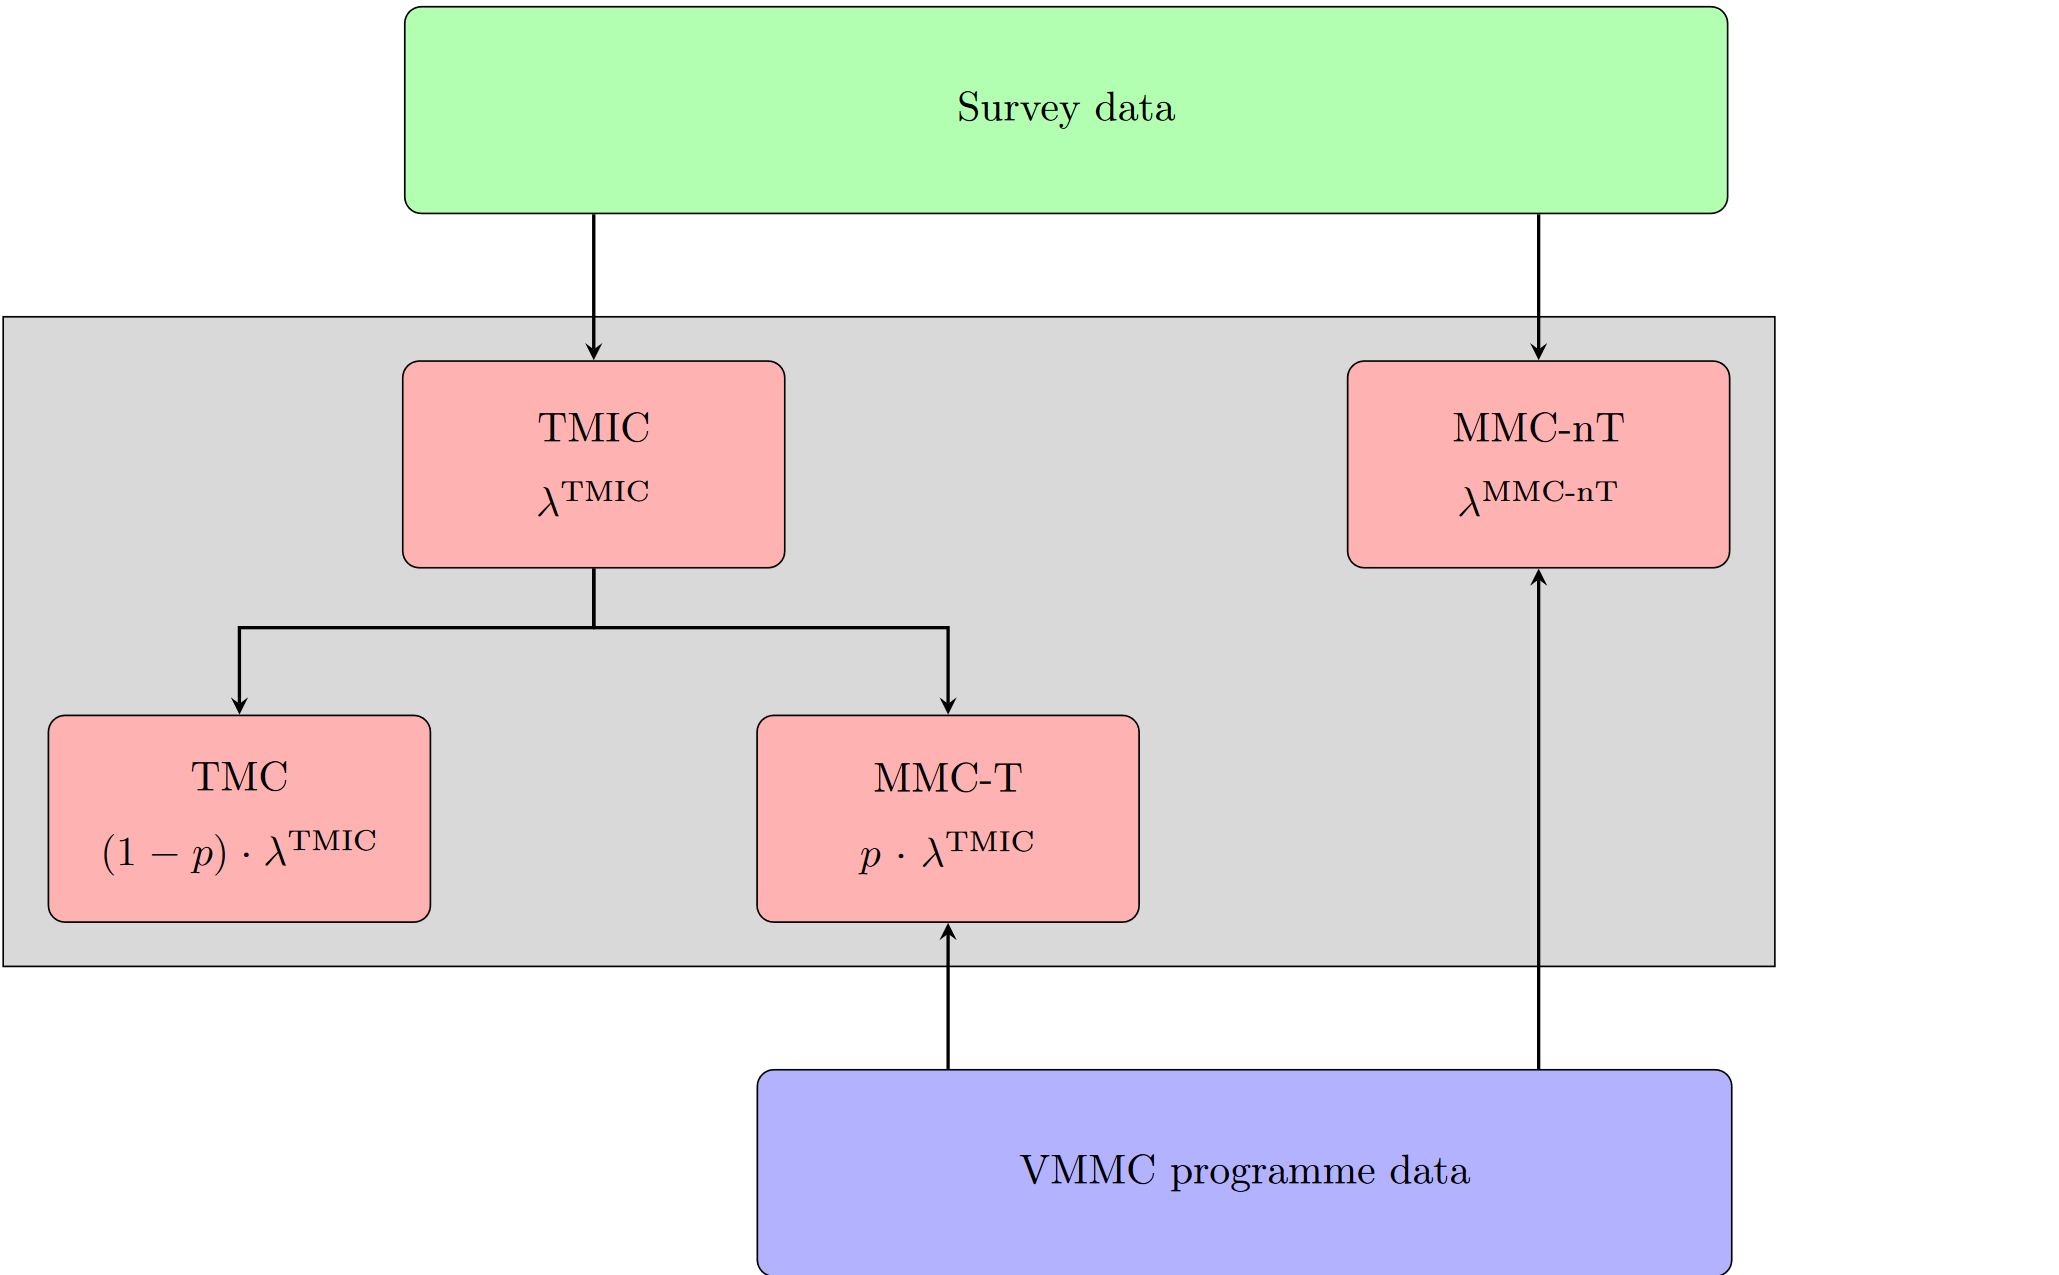 Survey data
TMIC
λ^TMIC
MMC-nT
λ^MMC-nT
TMC
(1 − p) · λ^TMIC
MMC-T
p · λ^TMIC
VMMC programme data